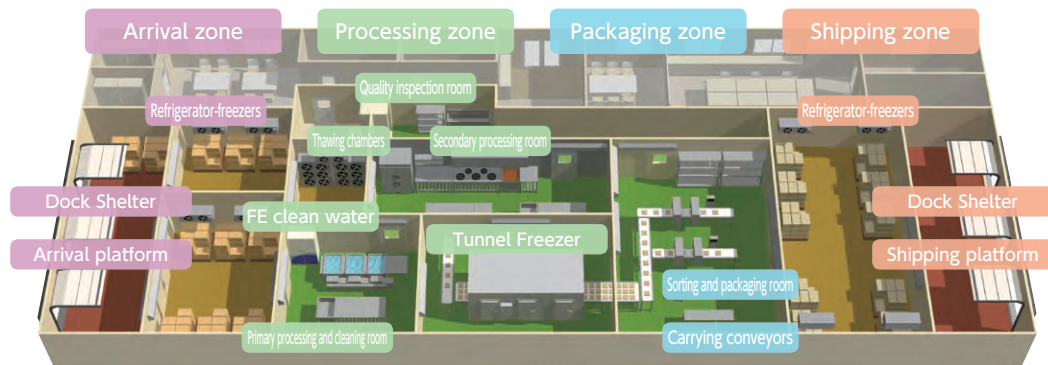 Arrival zone
Processing zone
Packaging zone
Shipping zone
Quality inspection room
Refrigerator-freezers
Refrigerator-freezers
Thawing chambers
Secondary processing room
Dock Shelter
FE clean water
Dock Shelter
Tunnel Freezer
Arrival platform
Shipping platform
Sorting and packaging room
Primary processing and cleaning room
Carrying conveyors